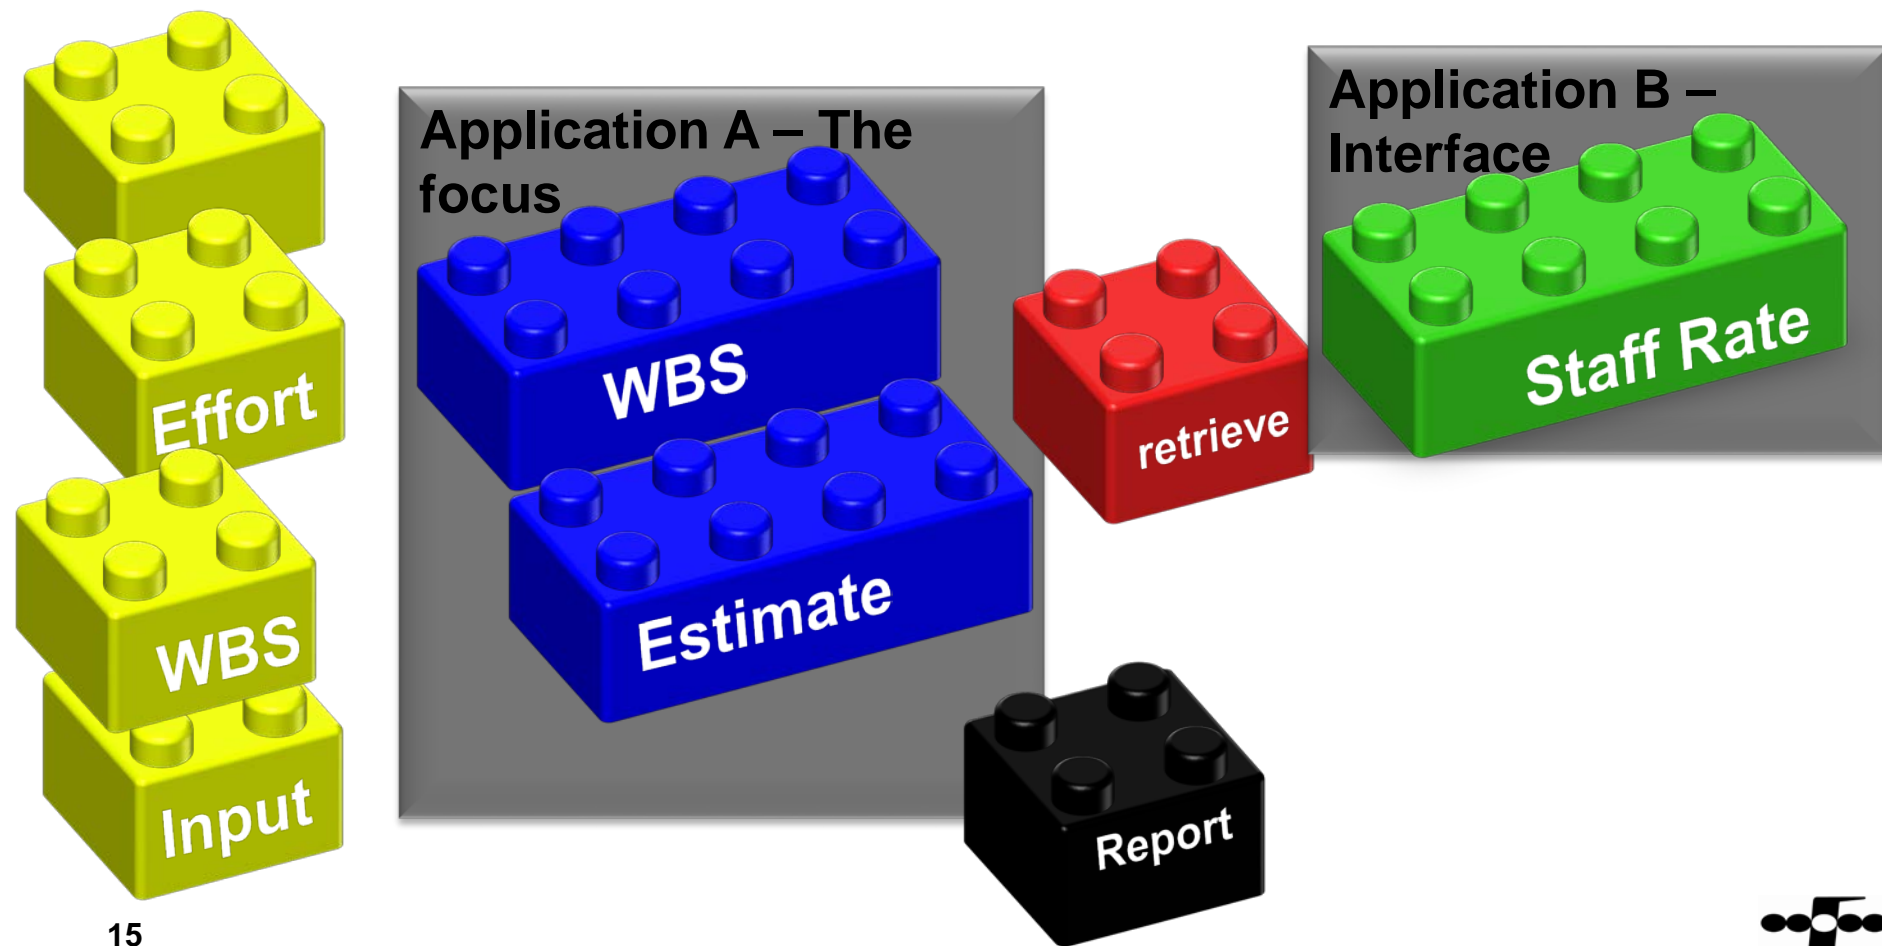 Application A – The
focus
Application B –
Interface
Effort
WBS
Input
WBS
Estimate
retrieve
Staff Rate
Report
15